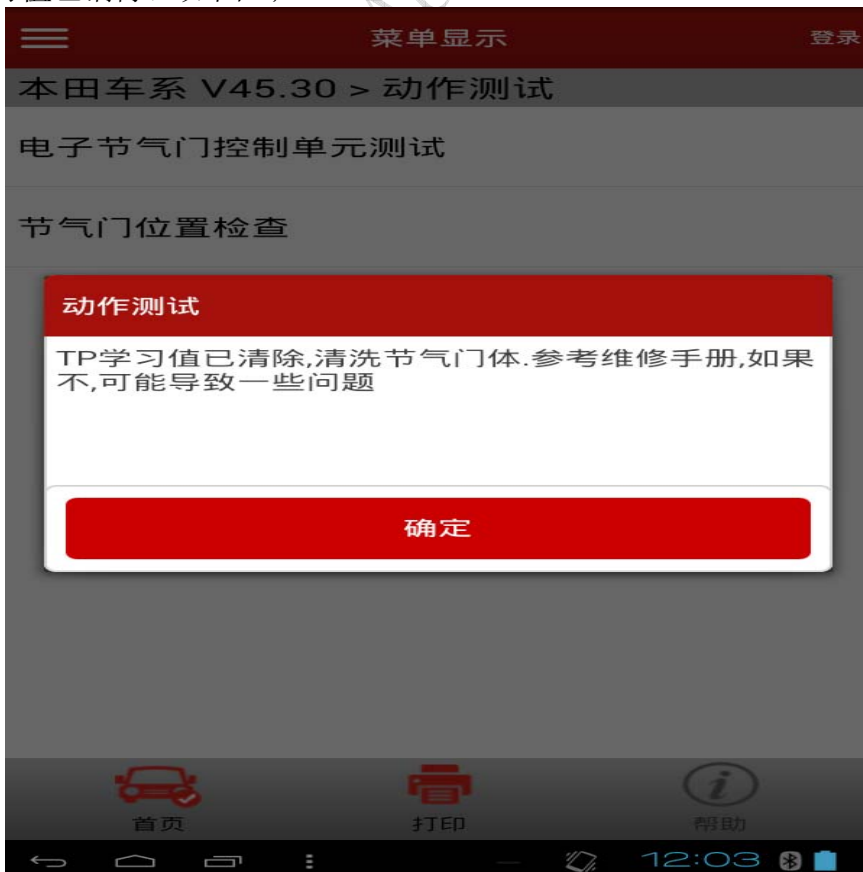 菜单显示
登录
本田车系 V45.30 > 动作测试
电子节气门控制单元测试
节气门位置检查
动作测试
TP学习值已清除,清洗节气门体.参考维修手册,如果
不,可能导致一些问题
确定
首页
打印
帮助
12:03